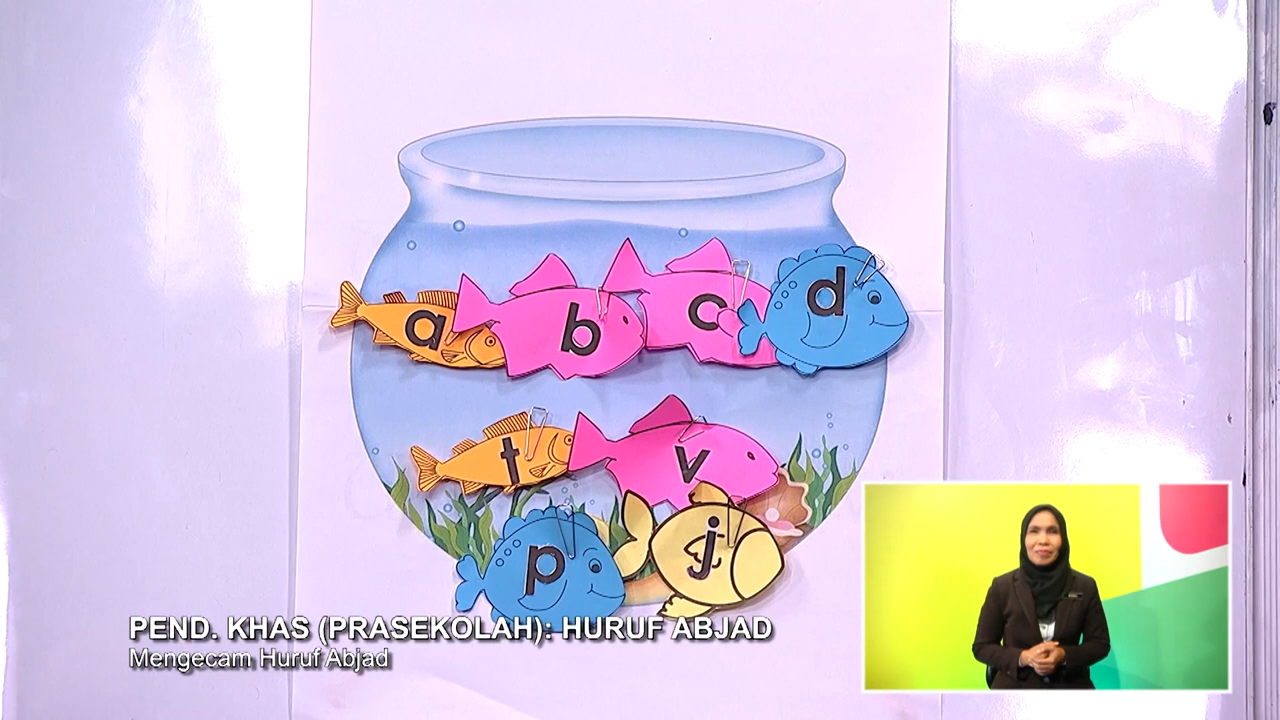 a b c d
t v
p j
PEND. KHAS (PRASEKOLAH): HURUF ABJAD
Mengecam Huruf Abjad